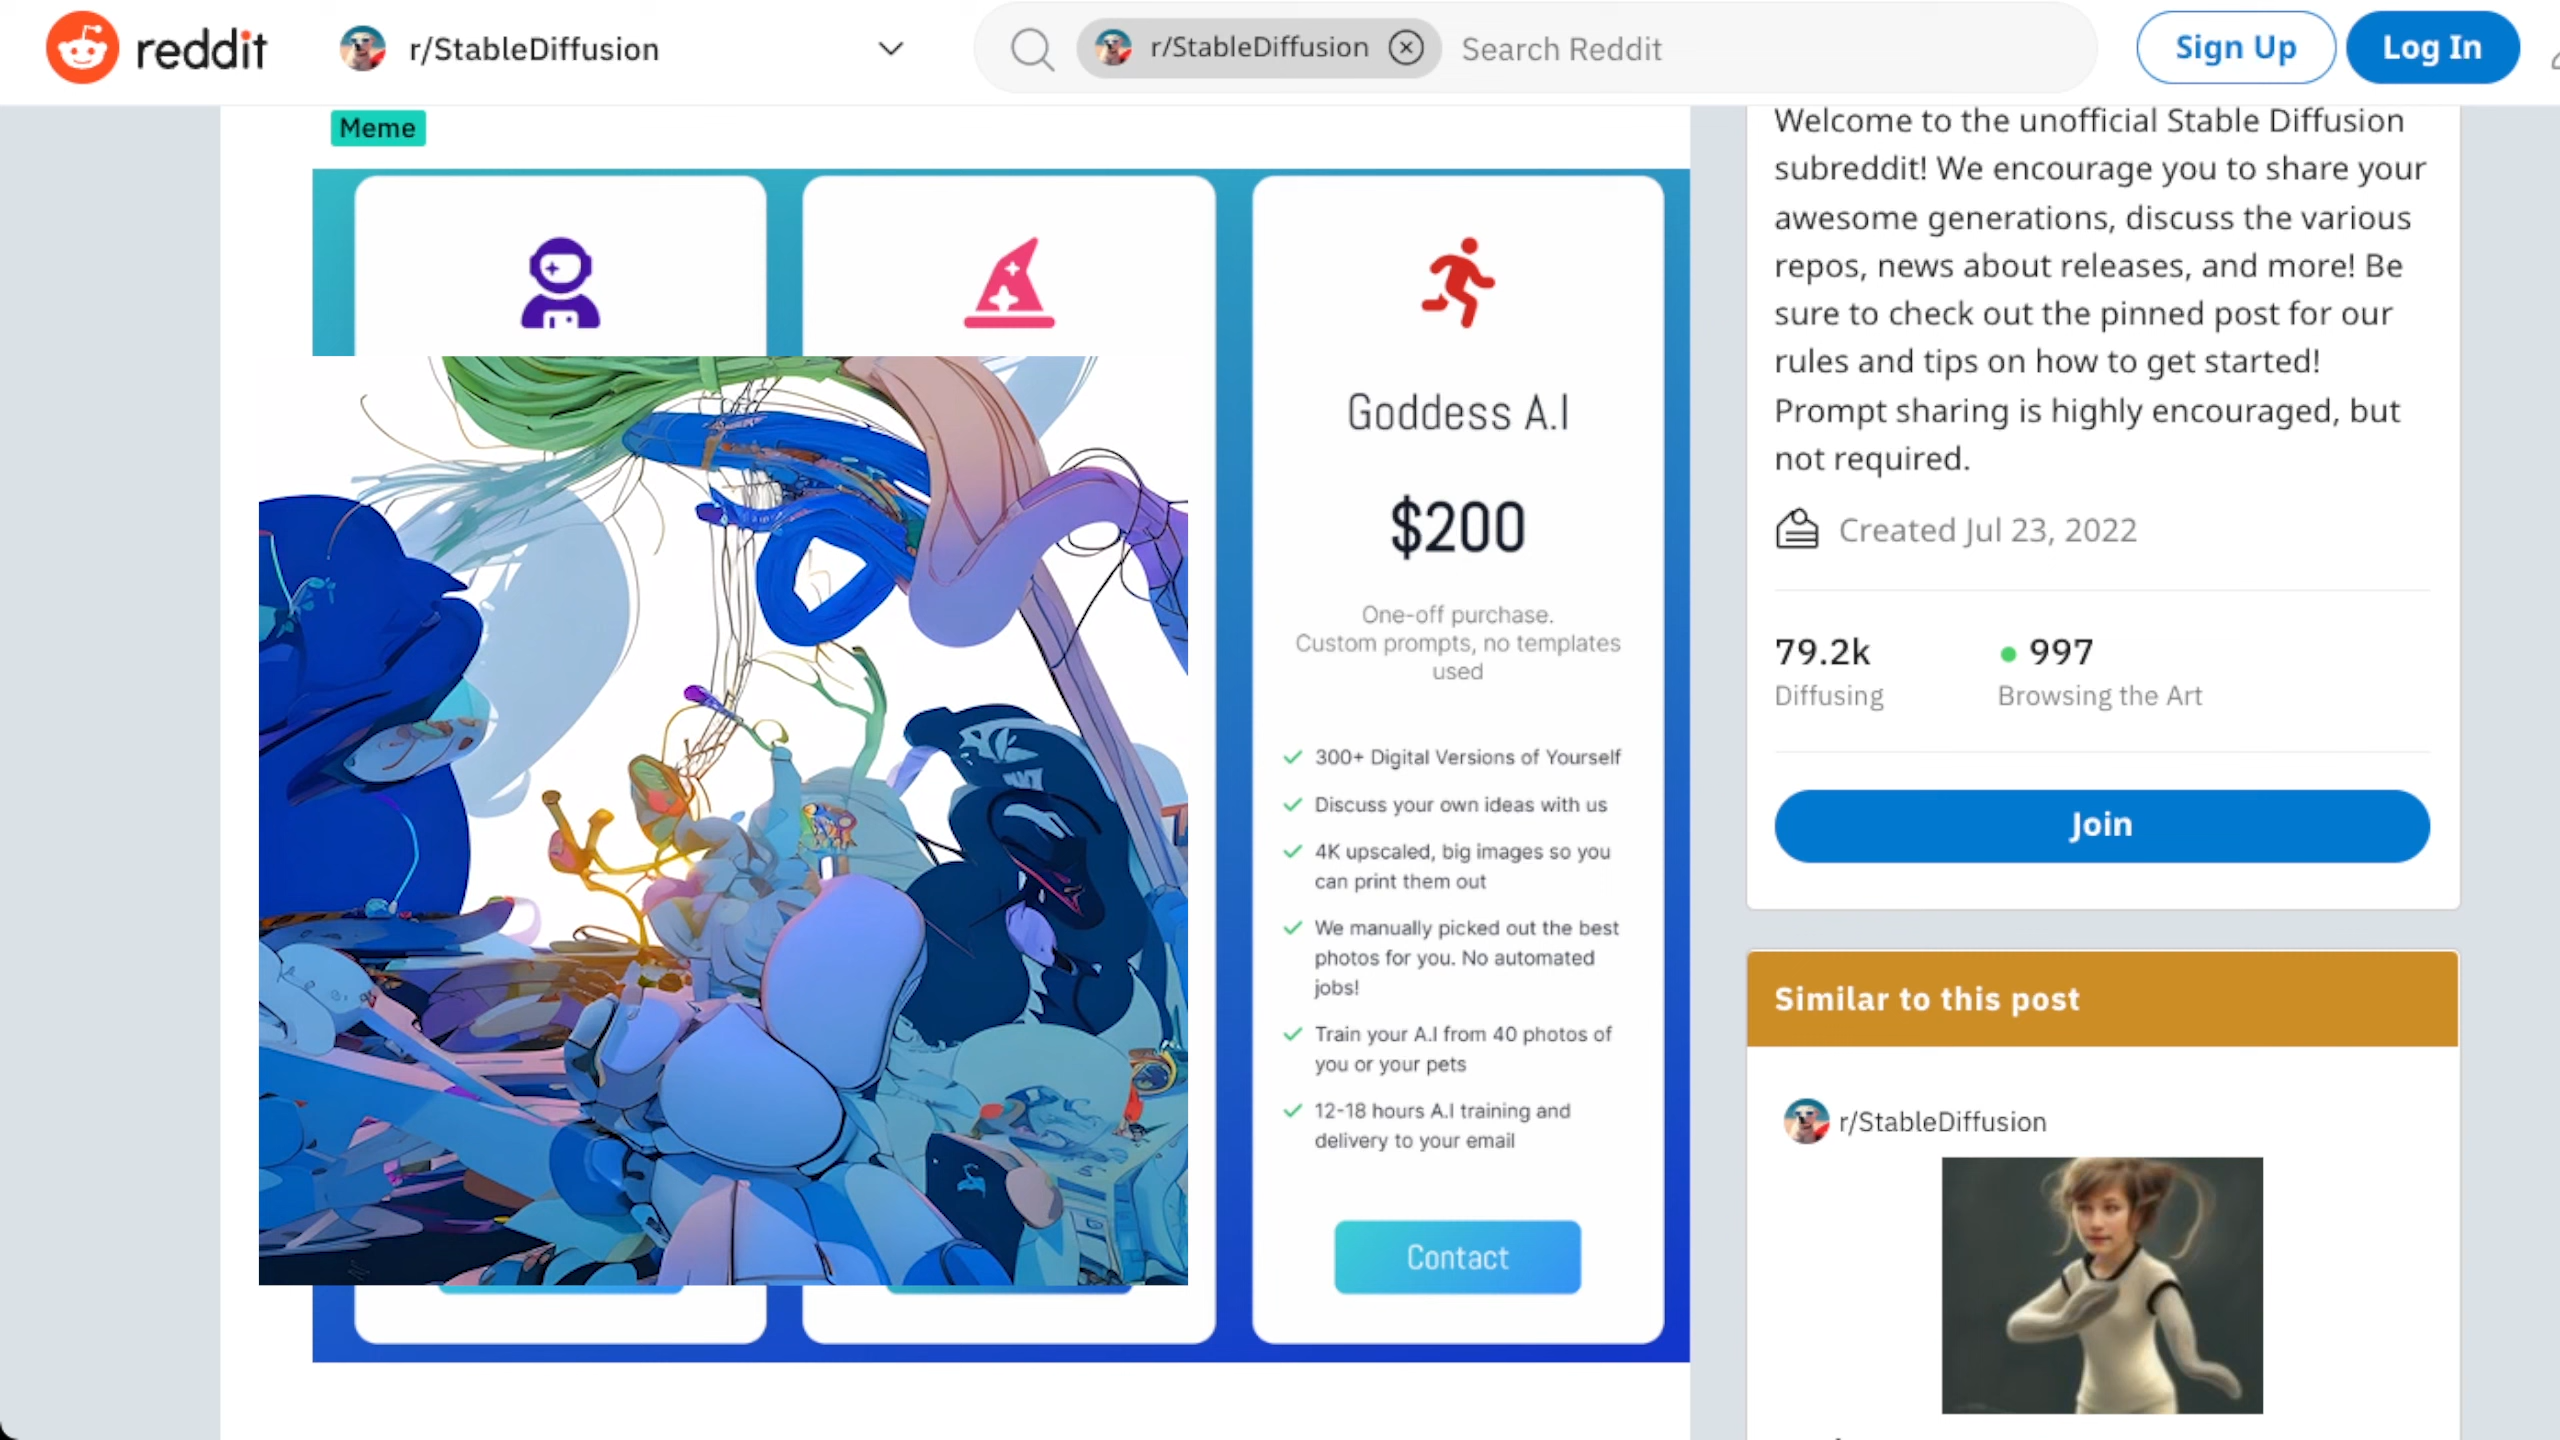 reddit
r/StableDiffusion
r/StableDiffusion
Search Reddit
Sign Up
Log In
Meme
Goddess A.I
$200
One-off purchase.
Custom prompts, no templates
used
300+ Digital Versions of Yourself
Discuss your own ideas with us
4K upscaled, big images so you
can print them out
We manually picked out the best
photos for you. No automated
jobs!
Train your A.I from 40 photos of
you or your pets
12-18 hours A.I training and
delivery to your email
Contact
Welcome to the unofficial Stable Diffusion
subreddit! We encourage you to share your
awesome generations, discuss the various
repos, news about releases, and more! Be
sure to check out the pinned post for our
rules and tips on how to get started!
Prompt sharing is highly encouraged, but
not required.
Created Jul 23, 2022
79.2k
997
Diffusing
Browsing the Art
Join
Similar to this post
r/StableDiffusion